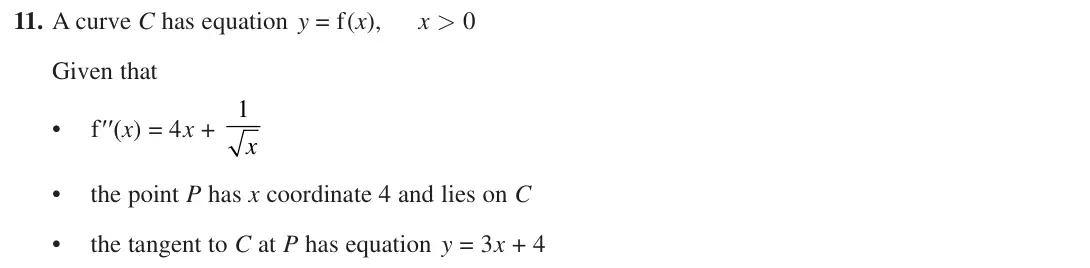 11. A curve C has equation y = f(x), x > 0
Given that
• f″(x) = 4x + 1/√x
• the point P has x coordinate 4 and lies on C
• the tangent to C at P has equation y = 3x + 4